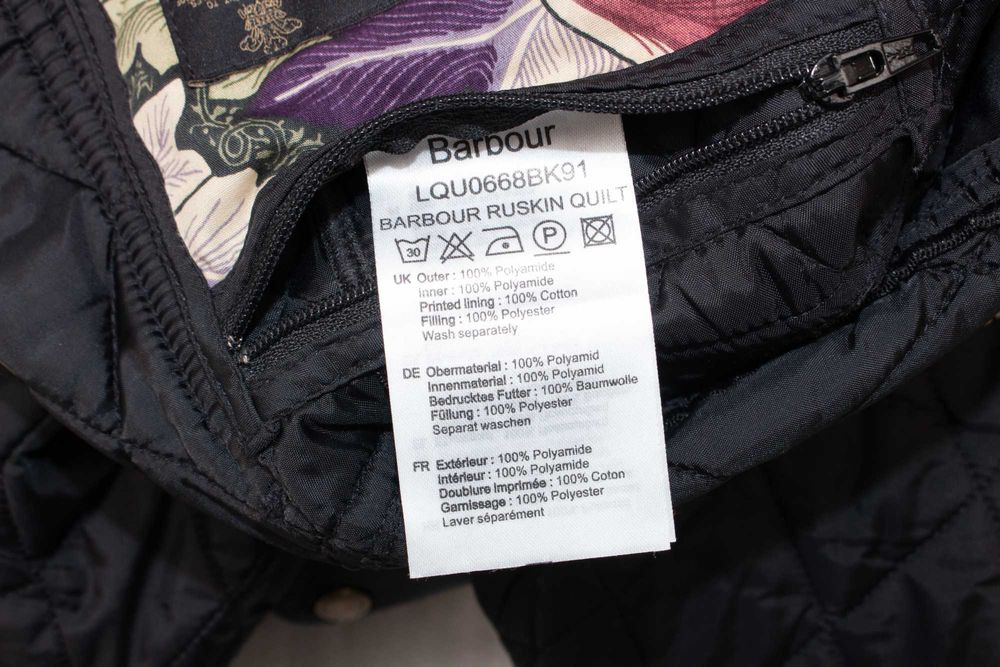 Barbour
LQU0668BK91
BARBOUR RUSKIN QUILT
30 P
UK Outer : 100% Polyamide
Inner : 100% Polyamide
Printed lining : 100% Cotton
Filling : 100% Polyester
Wash separately
DE Obermaterial : 100% Polyamid
Innenmaterial : 100% Polyamid
Bedrucktes Futter : 100% Baumwolle
Füllung : 100% Polyester
Separat waschen
FR Extérieur : 100% Polyamide
Intérieur : 100% Polyamide
Doublure imprimée : 100% Coton
Garnissage : 100% Polyester
Laver séparément